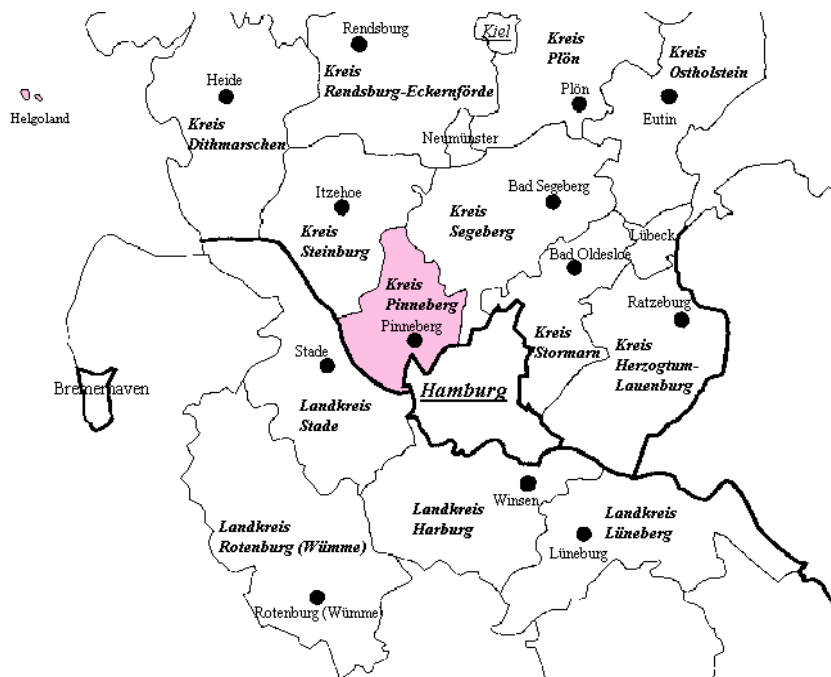 Rendsburg
Kiel
Kreis
Plön
Kreis
Ostholstein
Heide
Kreis
Rendsburg-Eckernförde
Plön
Eutin
Helgoland
Kreis
Dithmarschen
Neumünster
Itzehoe
Bad Segeberg
Kreis
Segeberg
Kreis
Steinburg
Lübeck
Bad Oldesloe
Kreis
Pinneberg
Ratzeburg
Pinneberg
Kreis
Stormarn
Kreis
Herzogtum-
Lauenburg
Stade
Bremerhaven
Hamburg
Landkreis
Stade
Winsen
Landkreis
Harburg
Landkreis
Lüneberg
Landkreis
Rotenburg (Wümme)
Lüneburg
Rotenburg (Wümme)